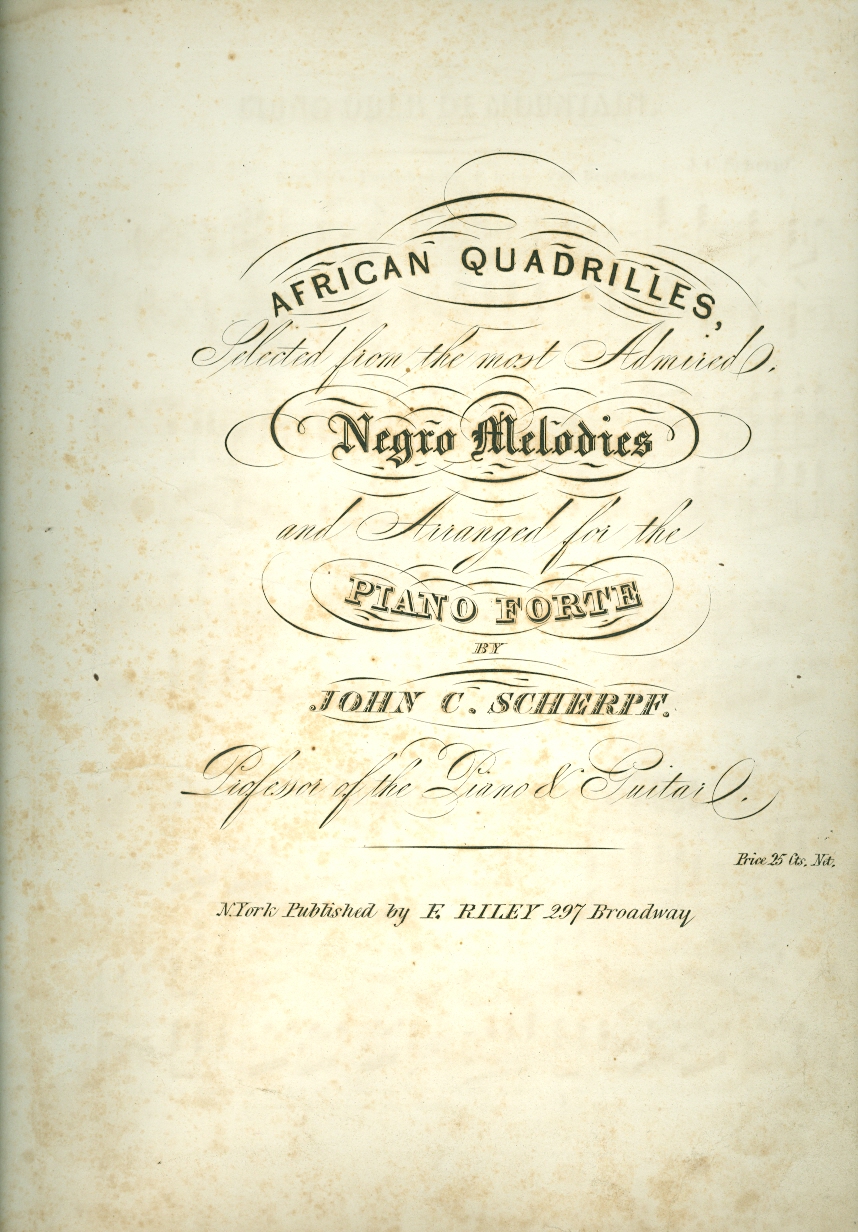 AFRICAN QUADRILLES,
Selected from the most Admired.
Negro Melodies
and Arranged for the
PIANO FORTE
BY
JOHN C. SCHERPF.
Professor of the Piano & Guitar.
Price 25 Cts. Net.
N. York Published by F. RILEY 297 Broadway